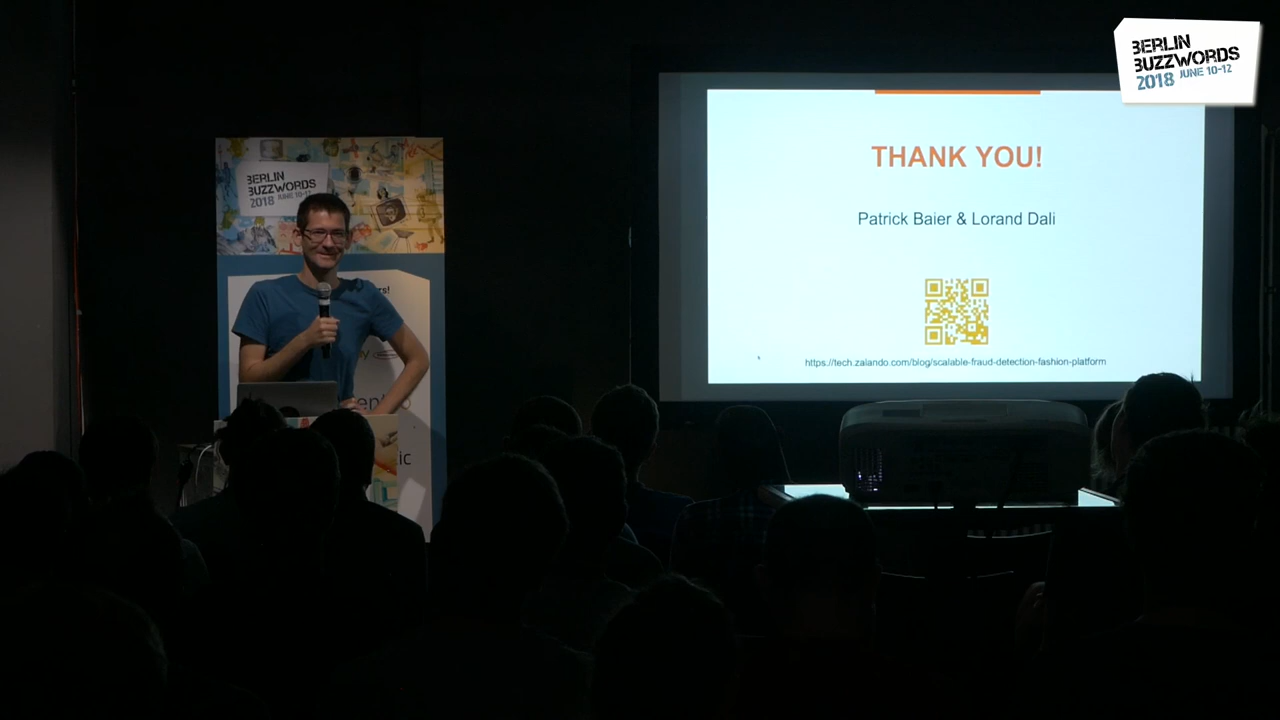 BERLIN
BUZZWORDS
2018 JUNE 10-12
BERLIN
BUZZWORDS
2018
THANK YOU!
Patrick Baier & Lorand Dali
https://tech.zalando.com/blog/scalable-fraud-detection-fashion-platform